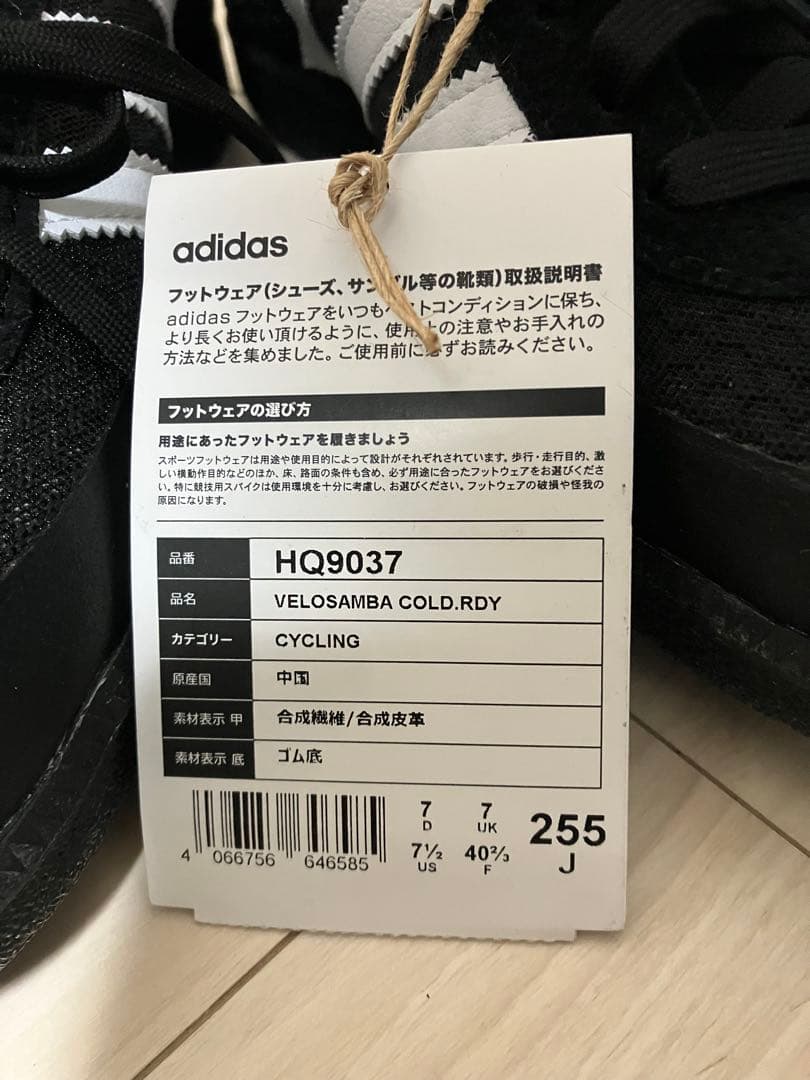 adidas
フットウェア(シューズ、サンダル等の靴類)取扱説明書
adidas フットウェアをいつもベストコンディションに保ち、
より長くお使い頂けるように、使用上の注意やお手入れの
方法などを集めました。ご使用前に必ずお読みください。
フットウェアの選び方
用途にあったフットウェアを履きましょう
スポーツフットウェアは用途や使用目的によって設計がそれぞれされています。歩行・走行目的、激
しい横動作目的などのほか、床、路面の条件も含め、必ず用途に合ったフットウェアをお選びくださ
い。特に競技用スパイクは使用環境を十分に考慮し、お選びください。フットウェアの破損や怪我の
原因になります。
品番 HQ9037
品名 VELOSAMBA COLD.RDY
カテゴリー CYCLING
原産国 中国
素材表示 甲 合成繊維/合成皮革
素材表示 底 ゴム底
7 D 7 UK 255 J
7½ US 40⅔ F
4 066756 646585